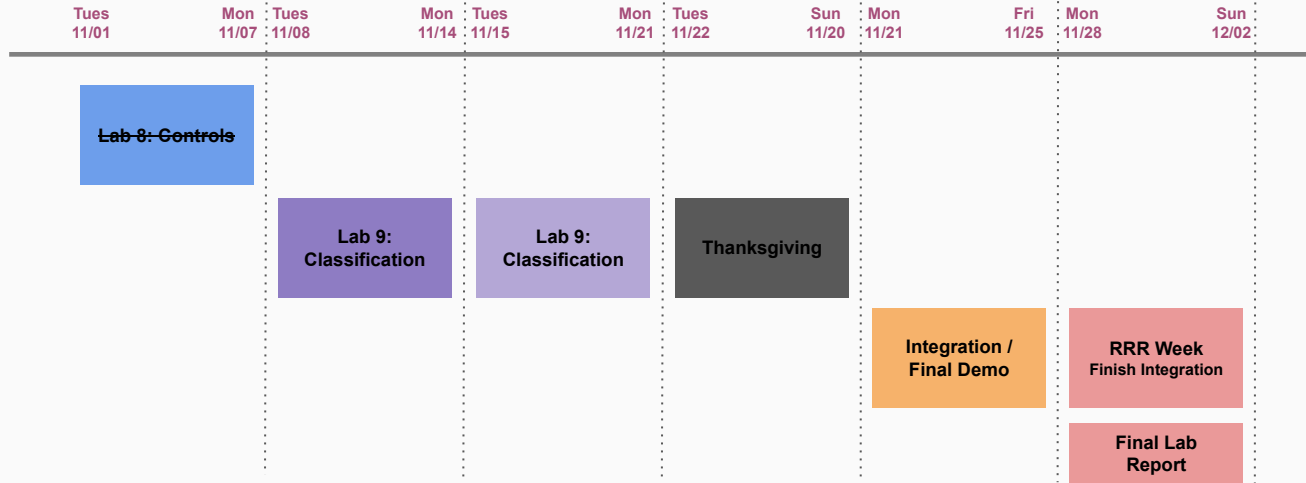 Tues Mon Tues Mon Tues Mon Tues Sun Mon Fri Mon Sun
11/01 11/07 11/08 11/14 11/15 11/21 11/22 11/20 11/21 11/25 11/28 12/02
Lab 8: Controls
Lab 9:
Classification
Lab 9:
Classification
Thanksgiving
Integration /
Final Demo
RRR Week
Finish Integration
Final Lab
Report